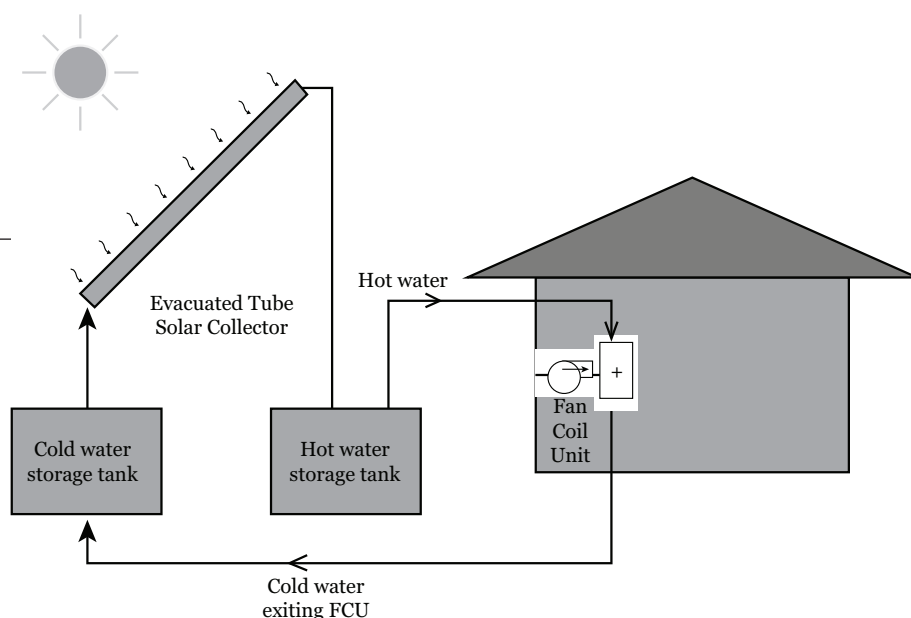 Hot water
Evacuated Tube
Solar Collector
+
Fan
Coil
Unit
Cold water
storage tank
Hot water
storage tank
Cold water
exiting FCU